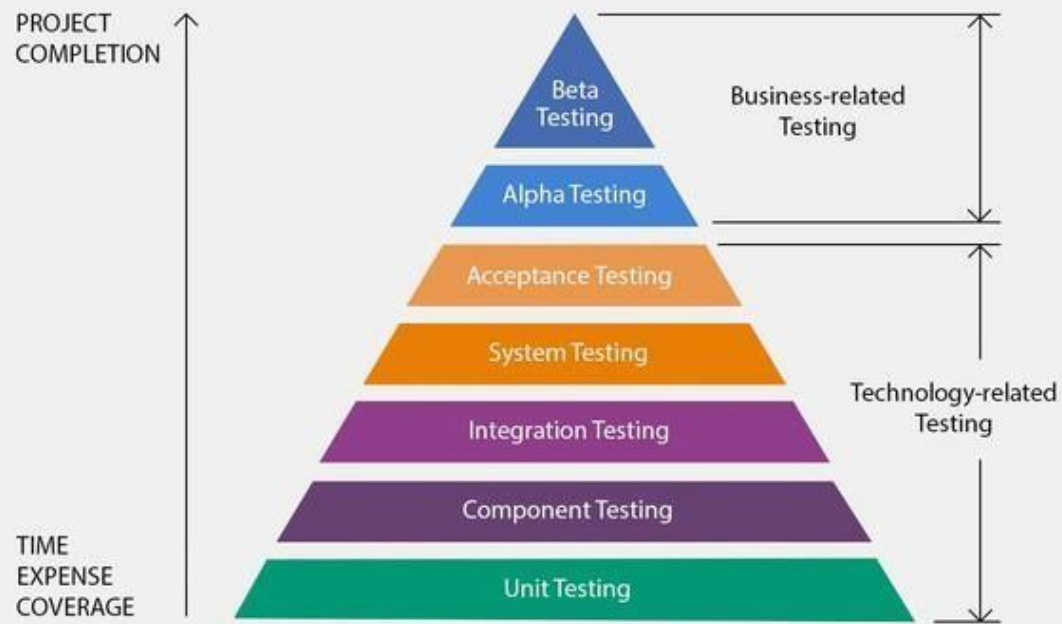 PROJECT
COMPLETION
Beta
Testing
Business-related
Testing
Alpha Testing
Acceptance Testing
System Testing
Technology-related
Testing
Integration Testing
Component Testing
TIME
EXPENSE
COVERAGE
Unit Testing